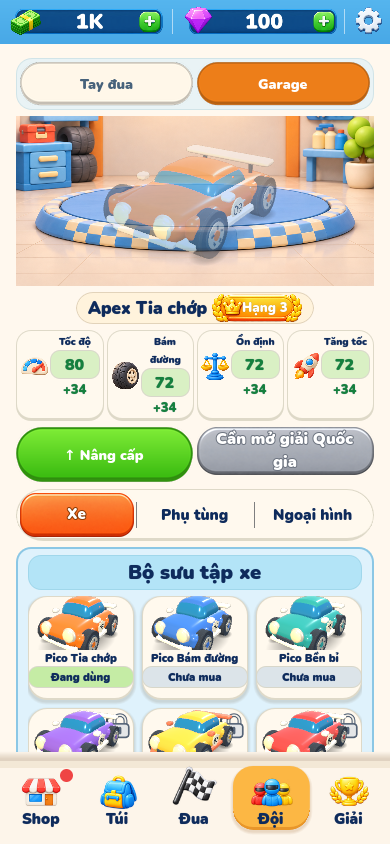 1K
100
Tay đua
Garage
Apex Tia chớp
Hạng 3
Tốc độ
80
+34
Bám đường
72
+34
Ổn định
72
+34
Tăng tốc
72
+34
↑ Nâng cấp
Cần mở giải Quốc gia
Xe
Phụ tùng
Ngoại hình
Bộ sưu tập xe
Pico Tia chớp
Đang dùng
Pico Bám đường
Chưa mua
Pico Bền bỉ
Chưa mua
Shop
Túi
Đua
Đội
Giải